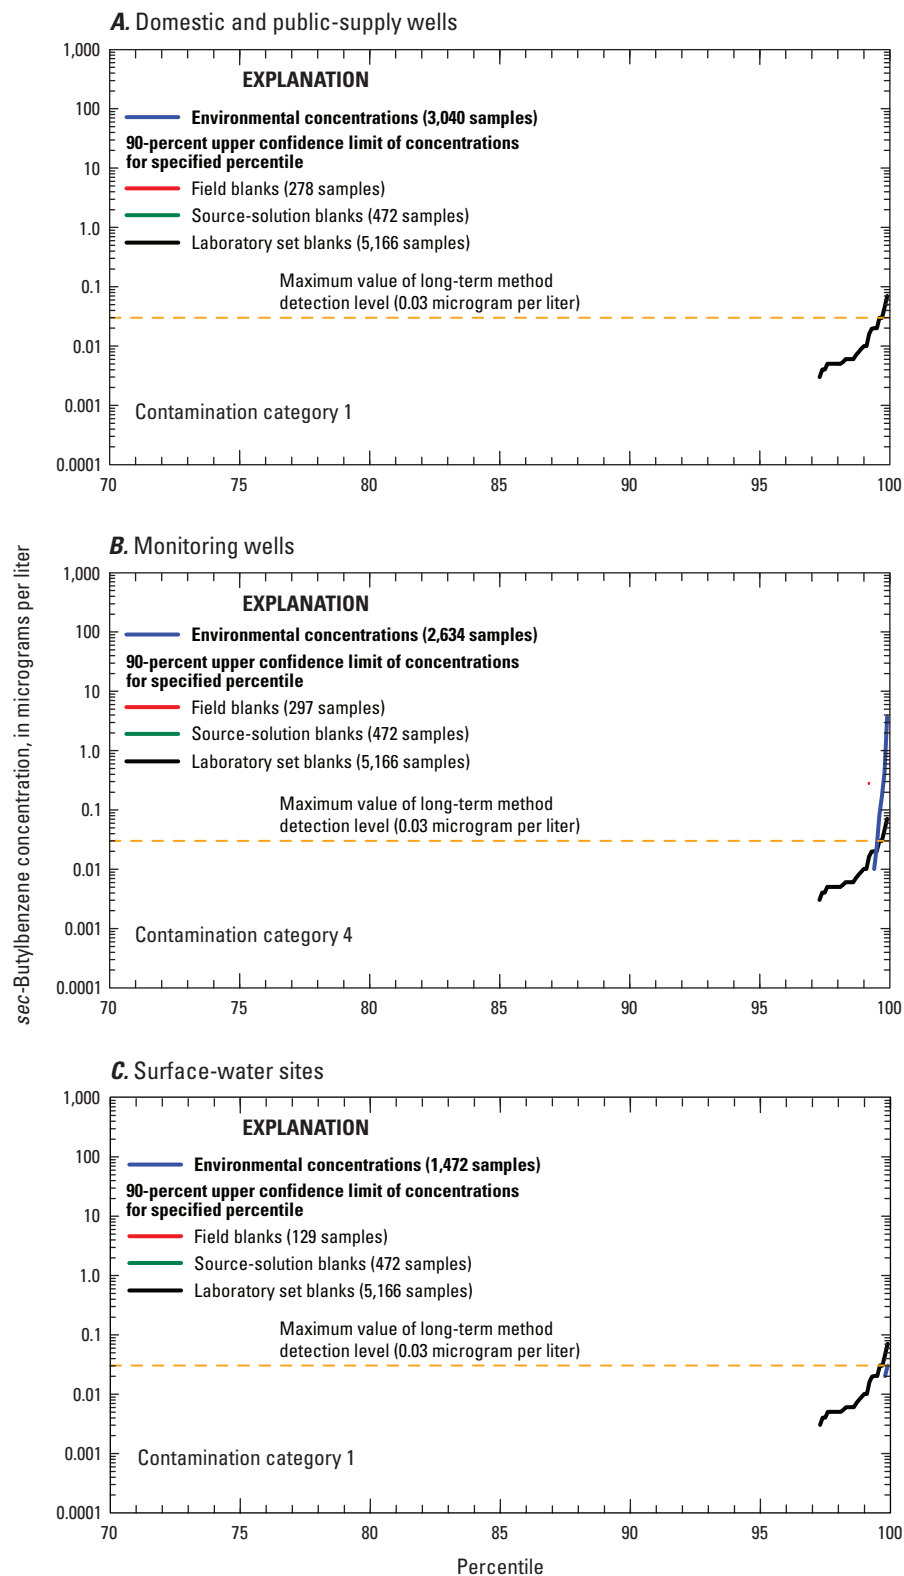 A. Domestic and public-supply wells
1,000
EXPLANATION
100
Environmental concentrations (3,040 samples)
90-percent upper confidence limit of concentrations
for specified percentile
10
Field blanks (278 samples)
Source-solution blanks (472 samples)
1.0
Laboratory set blanks (5,166 samples)
Maximum value of long-term method
0.1
detection level (0.03 microgram per liter)
0.01
0.001
Contamination category 1
0.0001
70 75 80 85 90 95 100
B. Monitoring wells
sec-Butylbenzene concentration, in micrograms per liter
1,000
EXPLANATION
100
Environmental concentrations (2,634 samples)
90-percent upper confidence limit of concentrations
for specified percentile
10
Field blanks (297 samples)
Source-solution blanks (472 samples)
1.0
Laboratory set blanks (5,166 samples)
Maximum value of long-term method
0.1
detection level (0.03 microgram per liter)
0.01
0.001
Contamination category 4
0.0001
70 75 80 85 90 95 100
C. Surface-water sites
1,000
EXPLANATION
100
Environmental concentrations (1,472 samples)
90-percent upper confidence limit of concentrations
for specified percentile
10
Field blanks (129 samples)
Source-solution blanks (472 samples)
1.0
Laboratory set blanks (5,166 samples)
Maximum value of long-term method
0.1
detection level (0.03 microgram per liter)
0.01
0.001
Contamination category 1
0.0001
70 75 80 85 90 95 100
Percentile